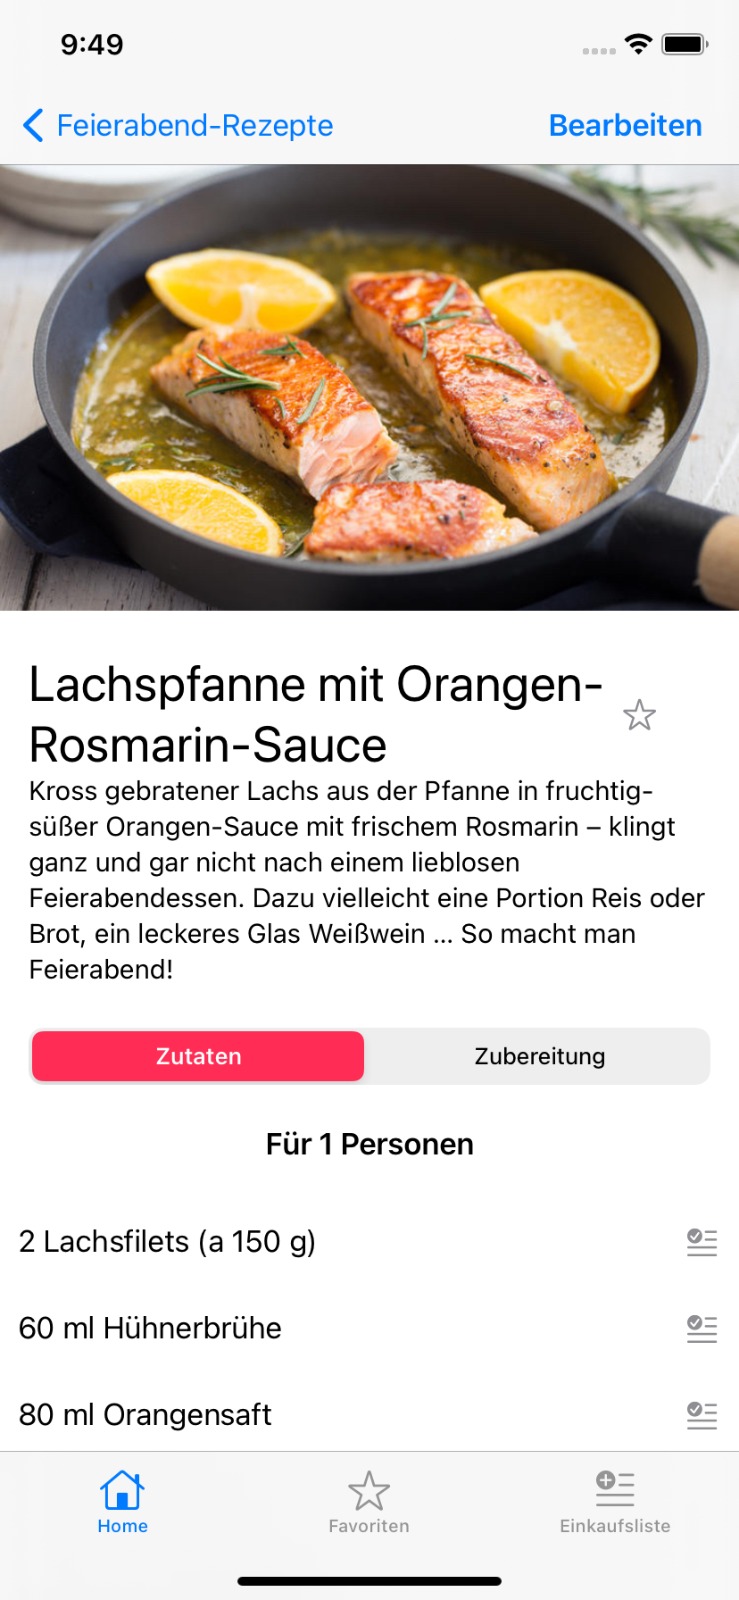 9:49
Feierabend-Rezepte
Bearbeiten
Lachspfanne mit Orangen-
Rosmarin-Sauce
Kross gebratener Lachs aus der Pfanne in fruchtig-
süßer Orangen-Sauce mit frischem Rosmarin – klingt
ganz und gar nicht nach einem lieblosen
Feierabendessen. Dazu vielleicht eine Portion Reis oder
Brot, ein leckeres Glas Weißwein ... So macht man
Feierabend!
Zutaten
Zubereitung
Für 1 Personen
2 Lachsfilets (a 150 g)
60 ml Hühnerbrühe
80 ml Orangensaft
Home
Favoriten
Einkaufsliste